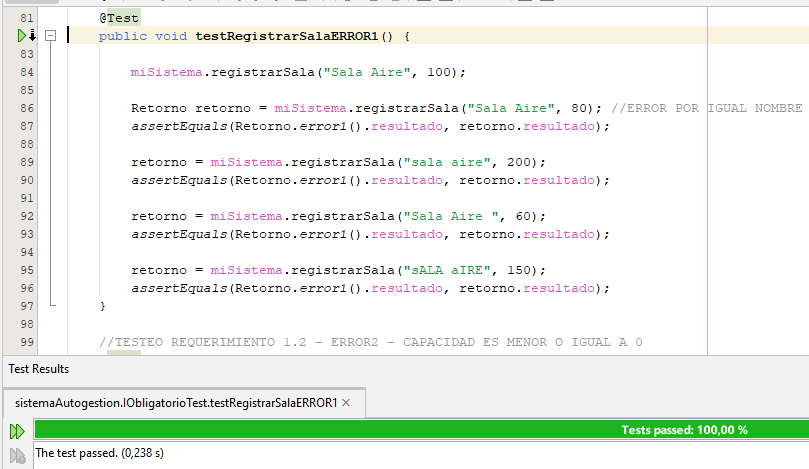 81 @Test
public void testRegistrarSalaERROR1() {
83
84 miSistema.registrarSala("Sala Aire", 100);
85
86 Retorno retorno = miSistema.registrarSala("Sala Aire", 80); //ERROR POR IGUAL NOMBRE
87 assertEquals(Retorno.error1().resultado, retorno.resultado);
88
89 retorno = miSistema.registrarSala("sala aire", 200);
90 assertEquals(Retorno.error1().resultado, retorno.resultado);
91
92 retorno = miSistema.registrarSala("Sala Aire ", 60);
93 assertEquals(Retorno.error1().resultado, retorno.resultado);
94
95 retorno = miSistema.registrarSala("sALA aIRE", 150);
96 assertEquals(Retorno.error1().resultado, retorno.resultado);
97 }
98
99 //TESTEO REQUERIMIENTO 1.2 - ERROR2 - CAPACIDAD ES MENOR O IGUAL A 0
Test Results
sistemaAutogestion.IObligatorioTest.testRegistrarSalaERROR1 ×
Tests passed: 100,00 %
The test passed. (0,238 s)